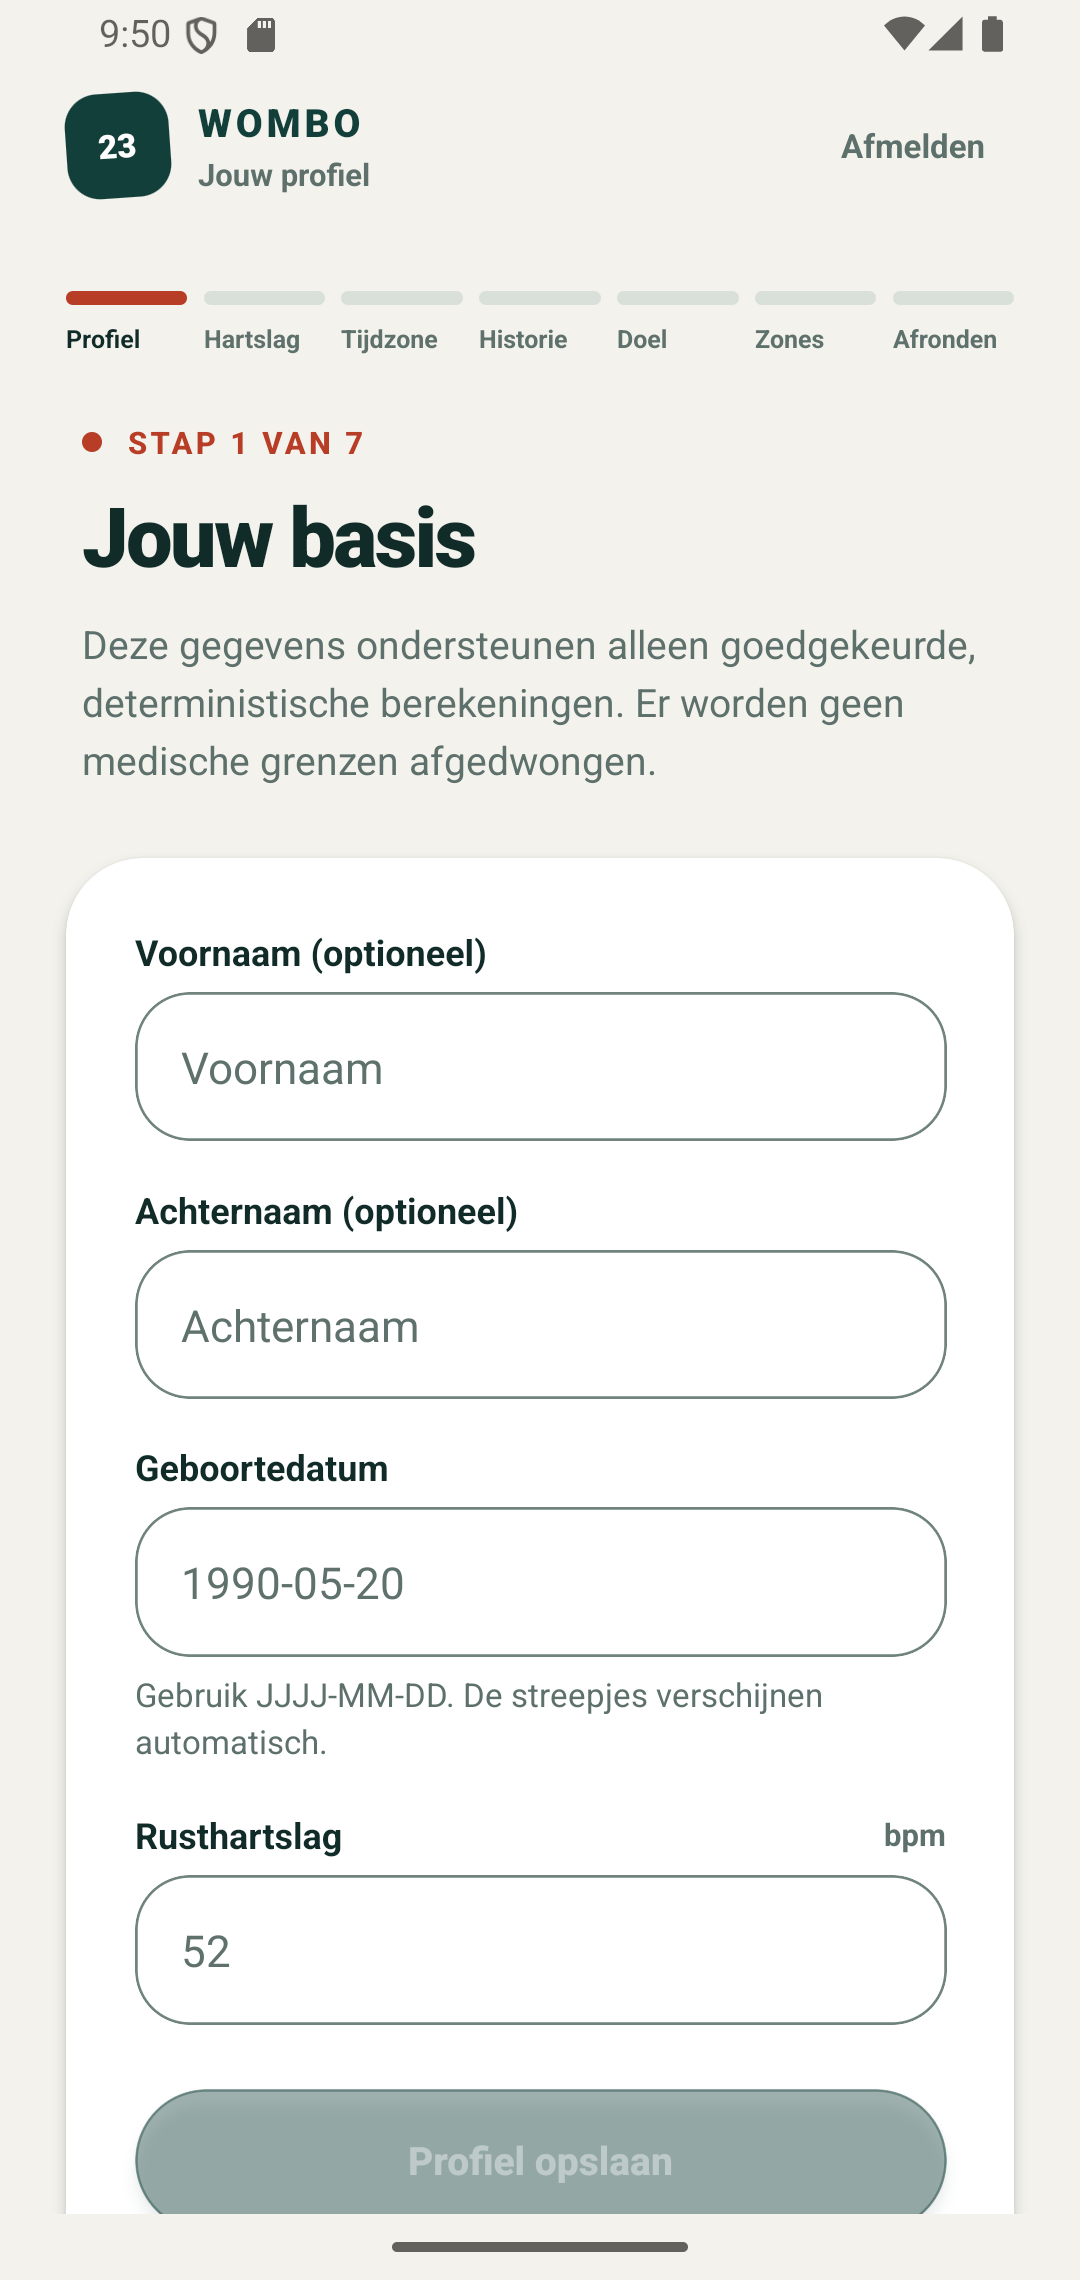 9:50
23
WOMBO
Jouw profiel
Afmelden
Profiel
Hartslag
Tijdzone
Historie
Doel
Zones
Afronden
STAP 1 VAN 7
Jouw basis
Deze gegevens ondersteunen alleen goedgekeurde,
deterministische berekeningen. Er worden geen
medische grenzen afgedwongen.
Voornaam (optioneel)
Voornaam
Achternaam (optioneel)
Achternaam
Geboortedatum
1990-05-20
Gebruik JJJJ-MM-DD. De streepjes verschijnen
automatisch.
Rusthartslag
bpm
52
Profiel opslaan